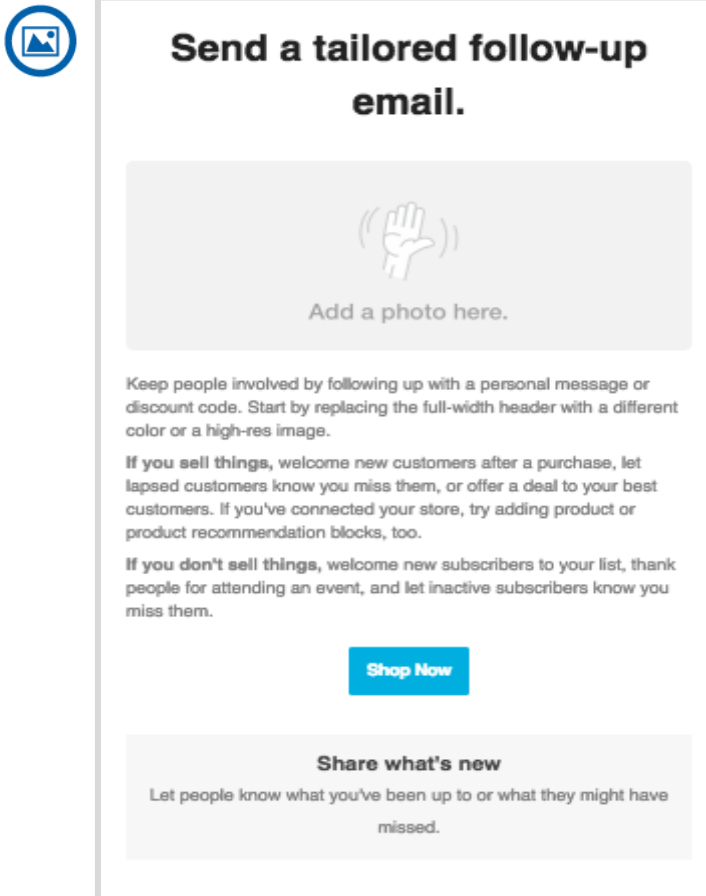 Send a tailored follow-up
email.
Add a photo here.
Keep people involved by following up with a personal message or
discount code. Start by replacing the full-width header with a different
color or a high-res image.
If you sell things, welcome new customers after a purchase, let
lapsed customers know you miss them, or offer a deal to your best
customers. If you've connected your store, try adding product or
product recommendation blocks, too.
If you don't sell things, welcome new subscribers to your list, thank
people for attending an event, and let inactive subscribers know you
miss them.
Shop Now
Share what's new
Let people know what you've been up to or what they might have
missed.